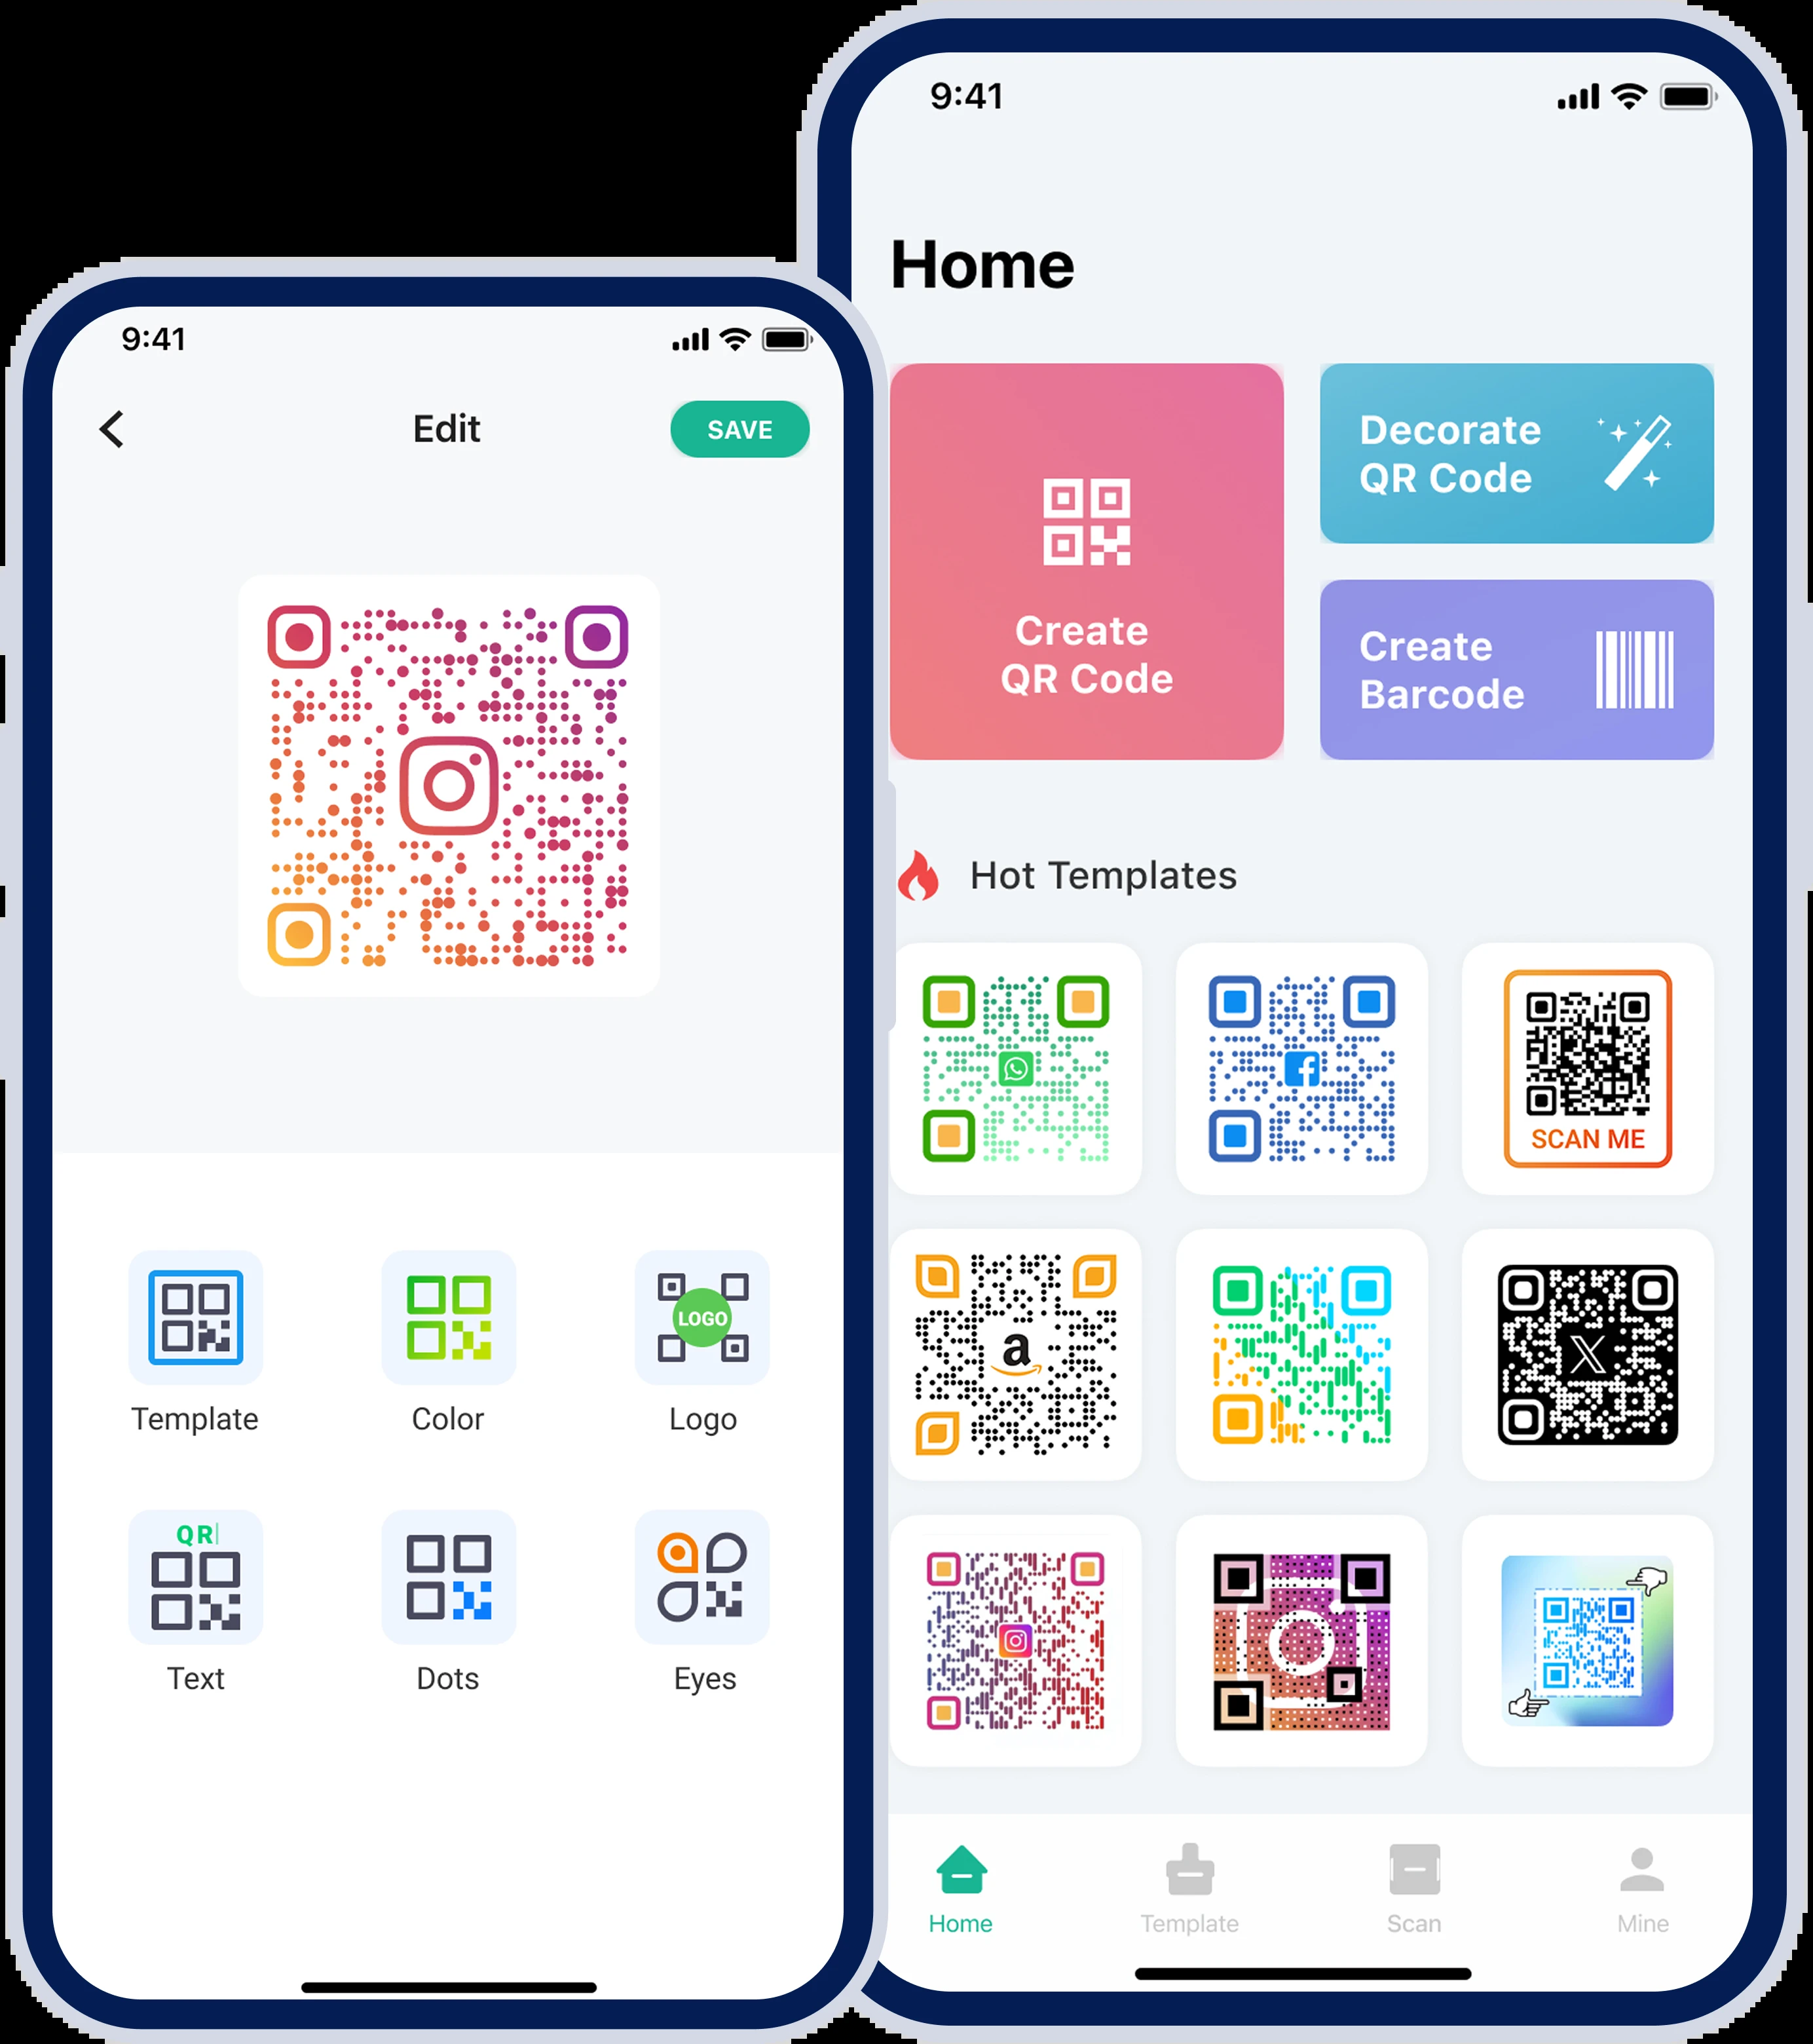 9:41
Edit
SAVE
LOGO
Template
Color
Logo
QR
Text
Dots
Eyes
9:41
Home
Create
QR Code
Decorate
QR Code
Create
Barcode
Hot Templates
SCAN ME
a
Home
Template
Scan
Mine